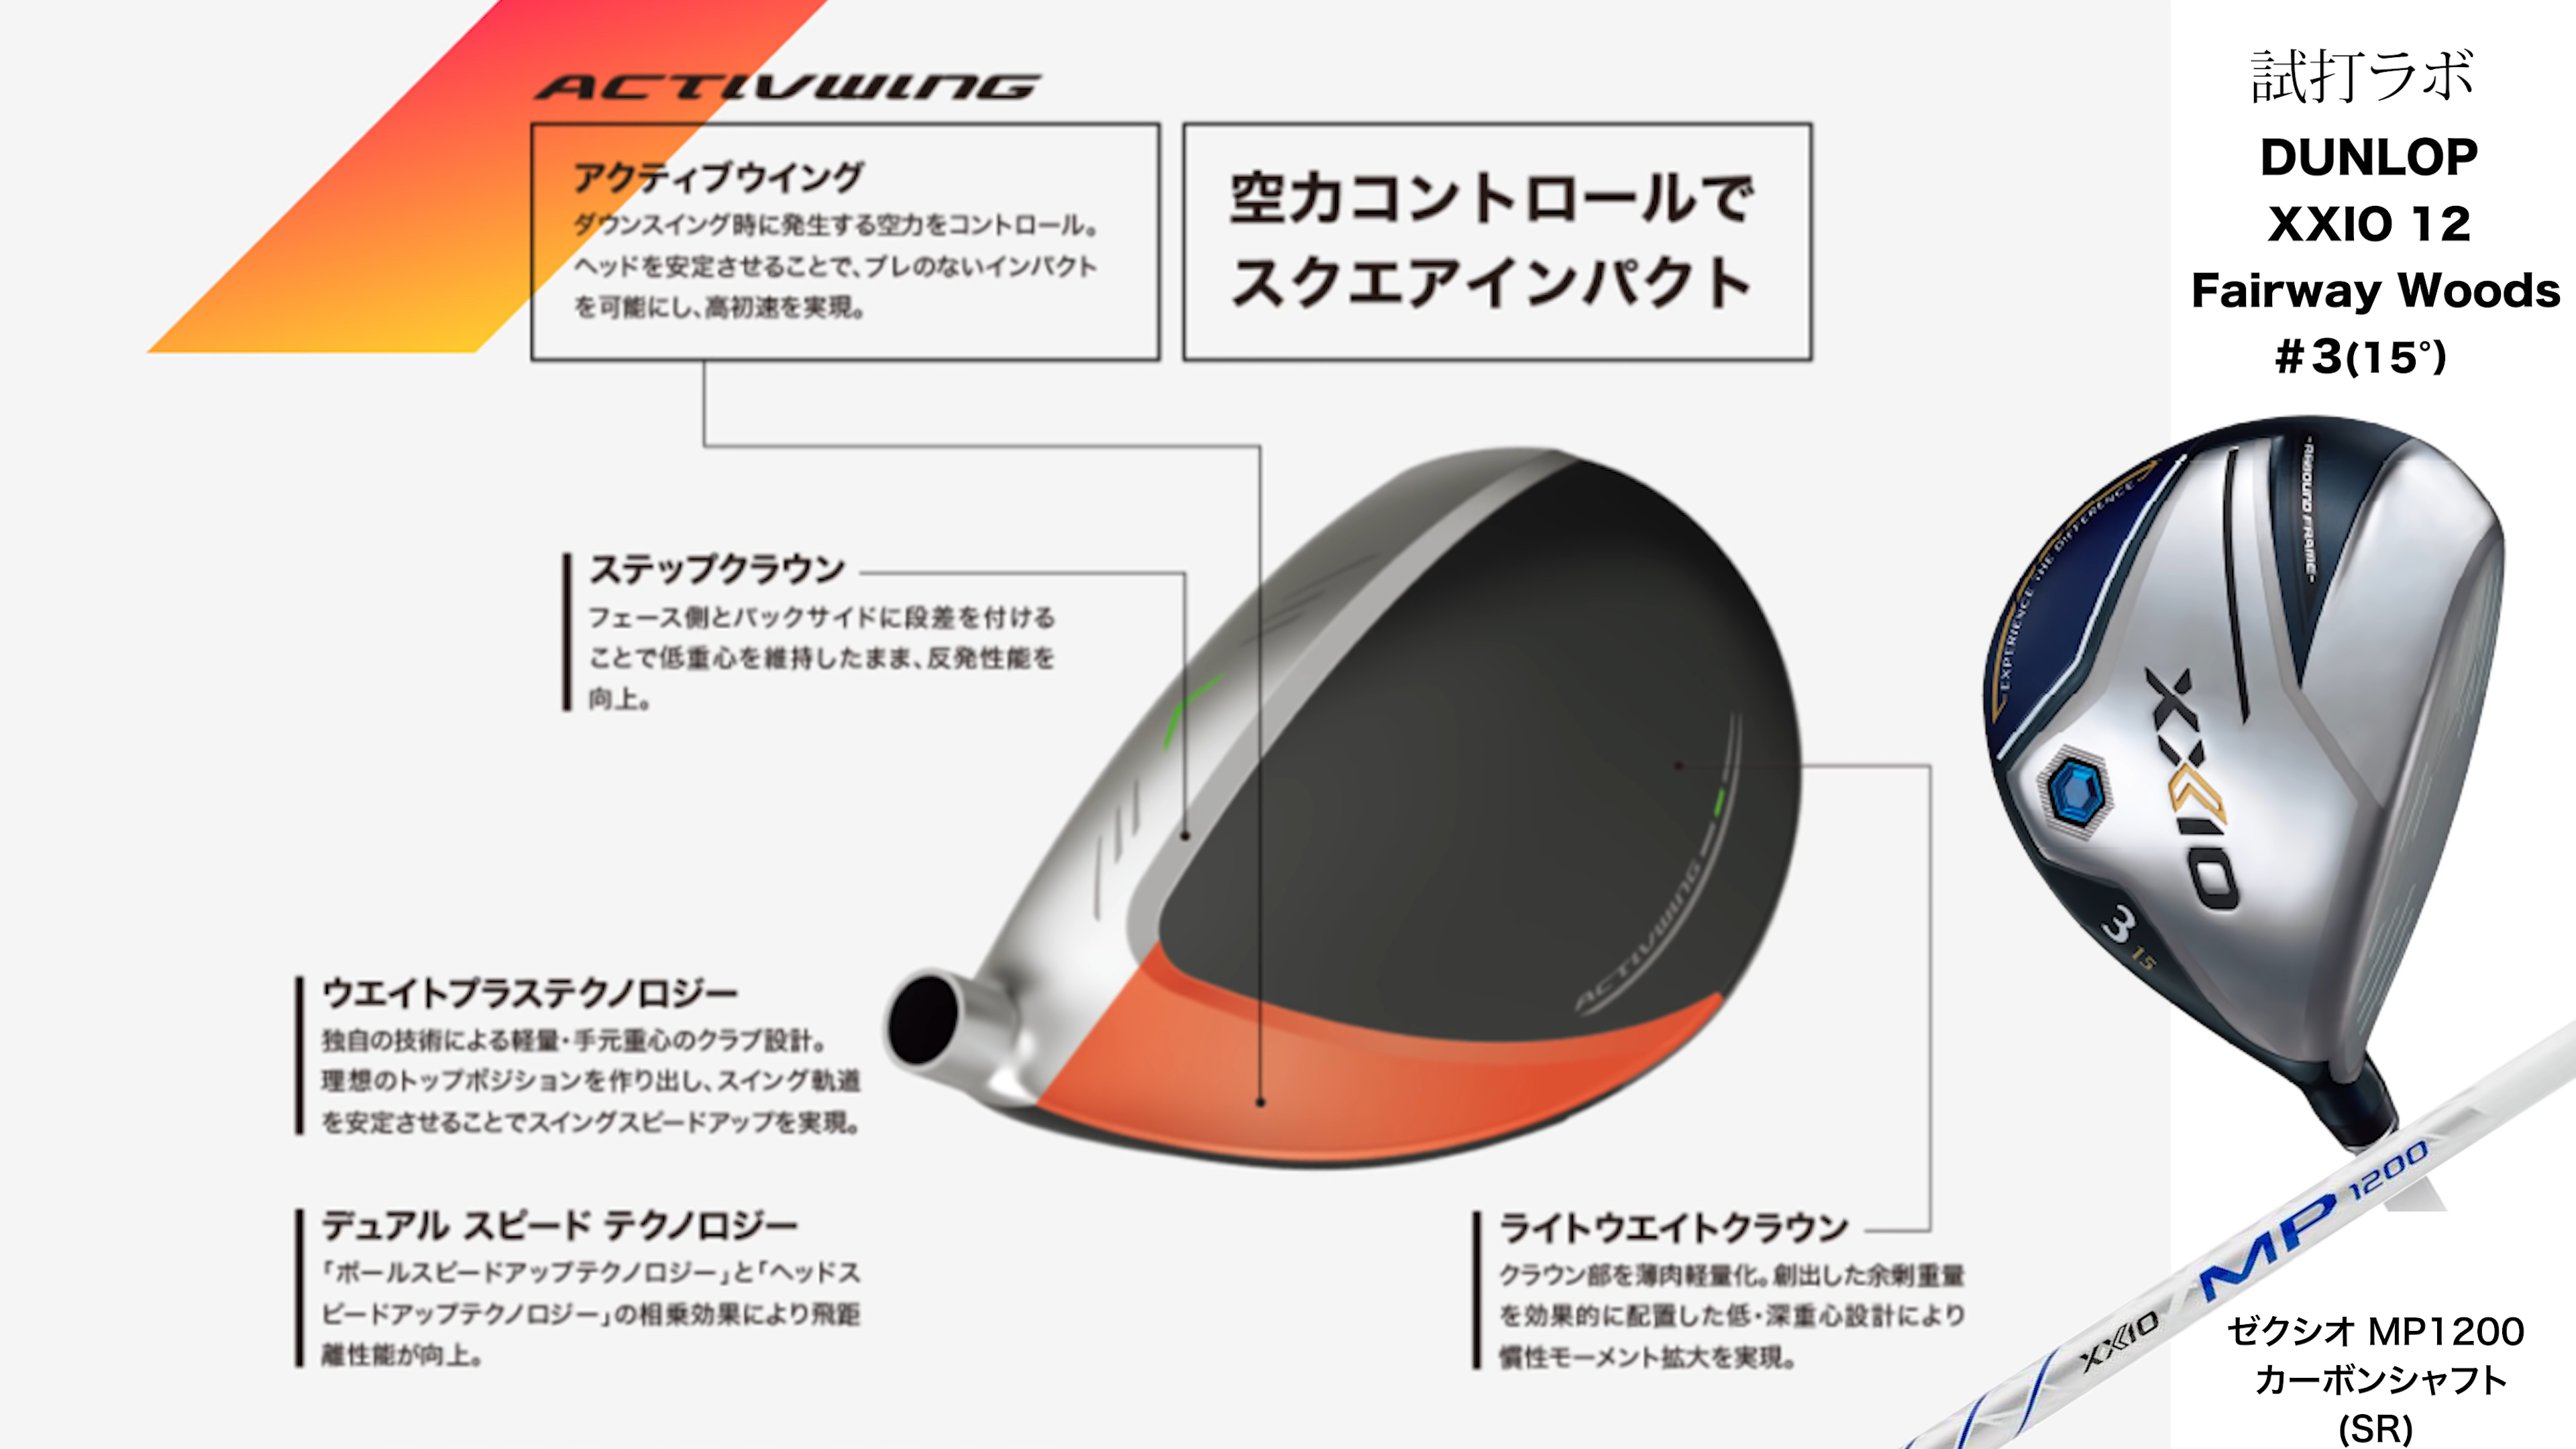 ACTIVWING
アクティブウイング
ダウンスイング時に発生する空力をコントロール。
ヘッドを安定させることで、ブレのないインパクト
を可能にし、高初速を実現。
空力コントロールで
スクエアインパクト
ステップクラウン
フェース側とバックサイドに段差を付ける
ことで低重心を維持したまま、反発性能を
向上。
ウエイトプラステクノロジー
独自の技術による軽量・手元重心のクラブ設計。
理想のトップポジションを作り出し、スイング軌道
を安定させることでスイングスピードアップを実現。
デュアル スピード テクノロジー
「ボールスピードアップテクノロジー」と「ヘッドス
ピードアップテクノロジー」の相乗効果により飛距
離性能が向上。
ACTIVWING
ライトウエイトクラウン
クラウン部を薄肉軽量化。創出した余剰重量
を効果的に配置した低・深重心設計により
慣性モーメント拡大を実現。
試打ラボ
DUNLOP
XXIO 12
Fairway Woods
#3(15°)
EXPERIENCE THE DIFFERENCE
-REBOUND FRAME-
XXIO
3 15
XXIO MP 1200
ゼクシオ MP1200
カーボンシャフト
(SR)